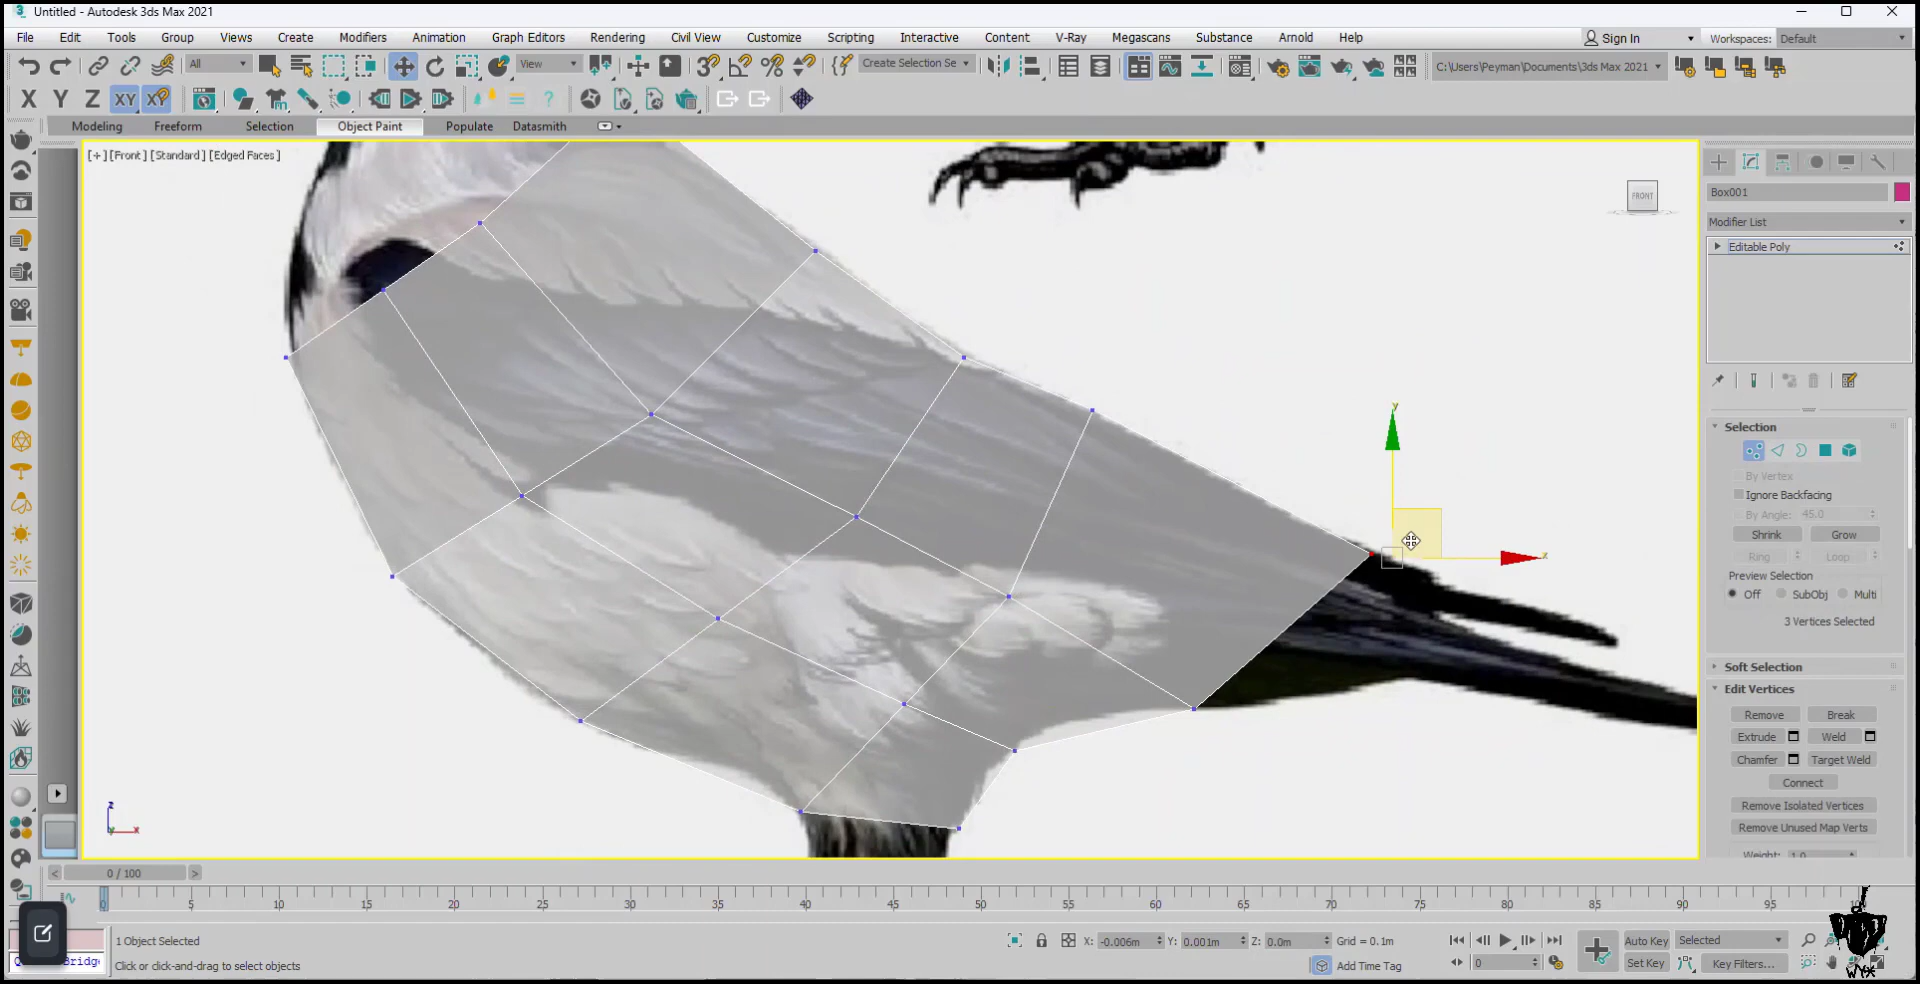 Untitled - Autodesk 3ds Max 2021
File Edit Tools Group Views Create Modifiers Animation Graph Editors Rendering Civil View Customize Scripting Interactive Content V-Ray Megascans Substance Arnold Help Sign In Workspaces: Default
All View Create Selection Se C:\Users\Peyman\Documents\3ds Max 2021
X Y Z XY XY
Modeling Freeform Selection Object Paint Populate Datasmith
[+] [Front] [Standard] [Edged Faces]
FRONT
Box001
Modifier List
Editable Poly
y
x
Selection
By Vertex
Ignore Backfacing
By Angle: 45.0
Shrink Grow
Ring Loop
Preview Selection
Off SubObj Multi
3 Vertices Selected
Soft Selection
Edit Vertices
Remove Break
Extrude Weld
Chamfer Target Weld
Connect
Remove Isolated Vertices
Remove Unused Map Verts
Weight: 1.0
z
x
0 / 100
0 5 10 15 20 25 30 35 40 45 50 55 60 65 70 75 80 85 90 95
1 Object Selected X: -0.006m Y: 0.001m Z: 0.0m Grid = 0.1m Auto Key Selected
Click or click-and-drag to select objects Add Time Tag 0 Set Key Key Filters...
WYX